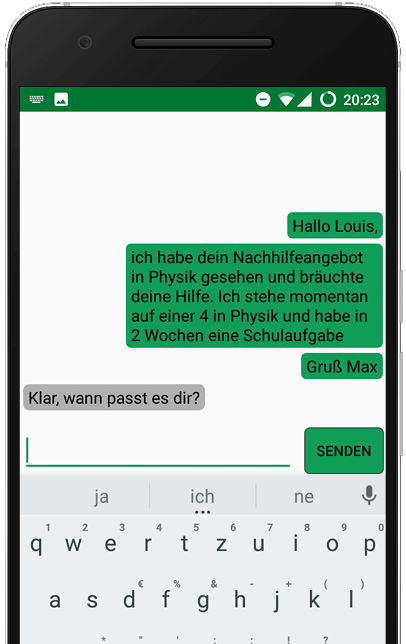 20:23
Hallo Louis,
ich habe dein Nachhilfeangebot
in Physik gesehen und bräuchte
deine Hilfe. Ich stehe momentan
auf einer 4 in Physik und habe in
2 Wochen eine Schulaufgabe
Gruß Max
Klar, wann passt es dir?
SENDEN
ja ich ne
1 2 3 4 5 6 7 8 9 0
q w e r t z u i o p
€ % & - + ( )
a s d f g h j k l
* " ' : ; ! ?